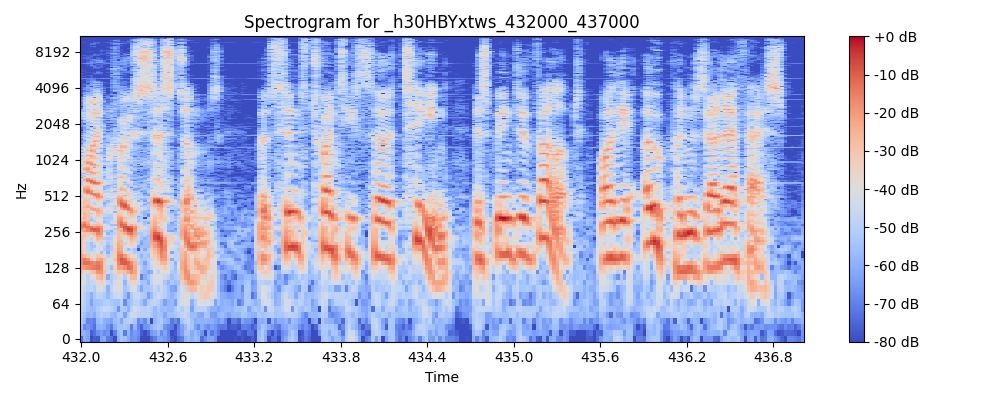 Spectrogram for _h30HBYxtws_432000_437000
8192
4096
2048
1024
512
256
128
64
0
Hz
432.0 432.6 433.2 433.8 434.4 435.0 435.6 436.2 436.8
Time
+0 dB
-10 dB
-20 dB
-30 dB
-40 dB
-50 dB
-60 dB
-70 dB
-80 dB